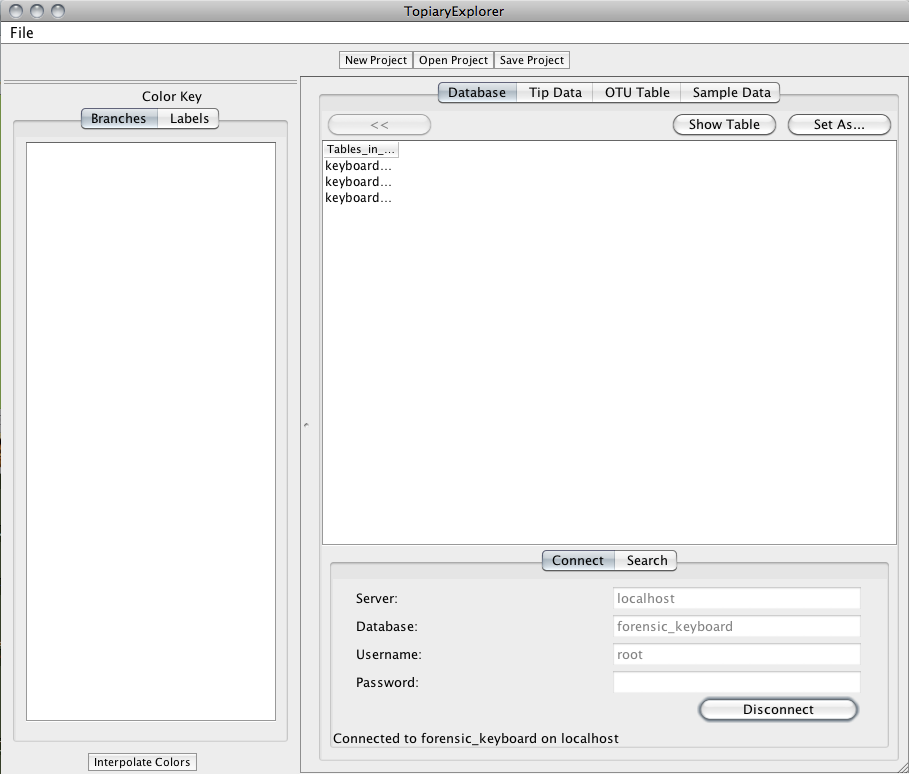 TopiaryExplorer
File
New Project Open Project Save Project
Color Key
Branches Labels
Interpolate Colors
Database Tip Data OTU Table Sample Data
<< Show Table Set As...
Tables_in_...
keyboard...
keyboard...
keyboard...
Connect Search
Server: localhost
Database: forensic_keyboard
Username: root
Password:
Disconnect
Connected to forensic_keyboard on localhost